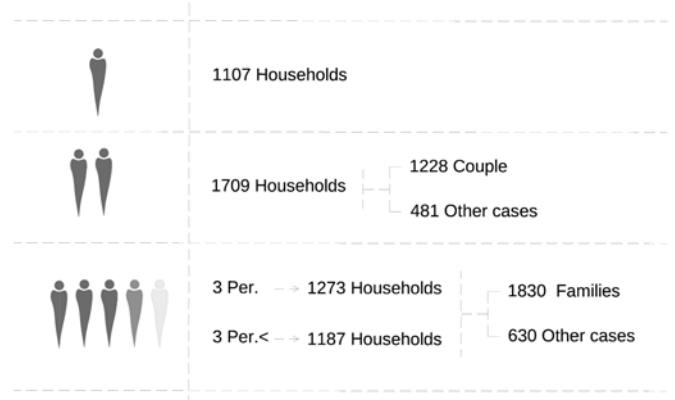 1107 Households
1709 Households
1228 Couple
481 Other cases
3 Per. 1273 Households
3 Per.< 1187 Households
1830 Families
630 Other cases